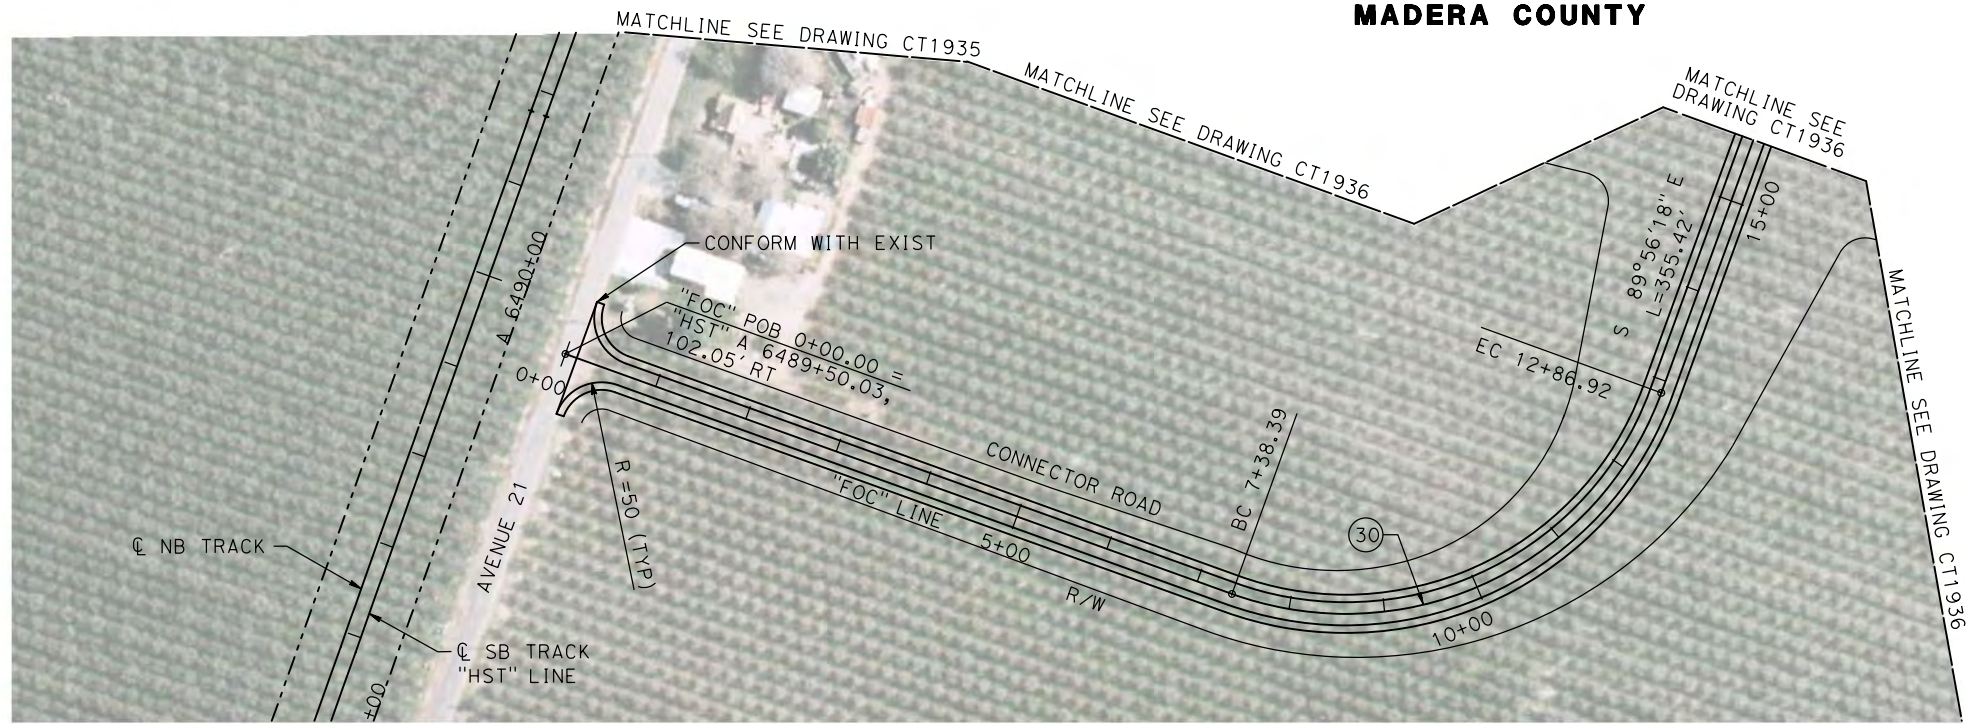 MADERA COUNTY
MATCHLINE SEE DRAWING CT1935
MATCHLINE SEE DRAWING CT1936
MATCHLINE SEE
DRAWING CT1936
A 6490+00
CONFORM WITH EXIST
15+00
S 89°56'18" E
L=355.42'
"FOC" POB 0+00.00 =
"HST" A 6489+50.03,
102.05' RT
0+00
EC 12+86.92
MATCHLINE SEE DRAWING CT1936
BC 7+38.39
CONNECTOR ROAD
R=50 (TYP)
"FOC" LINE
5+00
AVENUE 21
30
℄ NB TRACK
R/W
10+00
℄ SB TRACK
"HST" LINE
+00